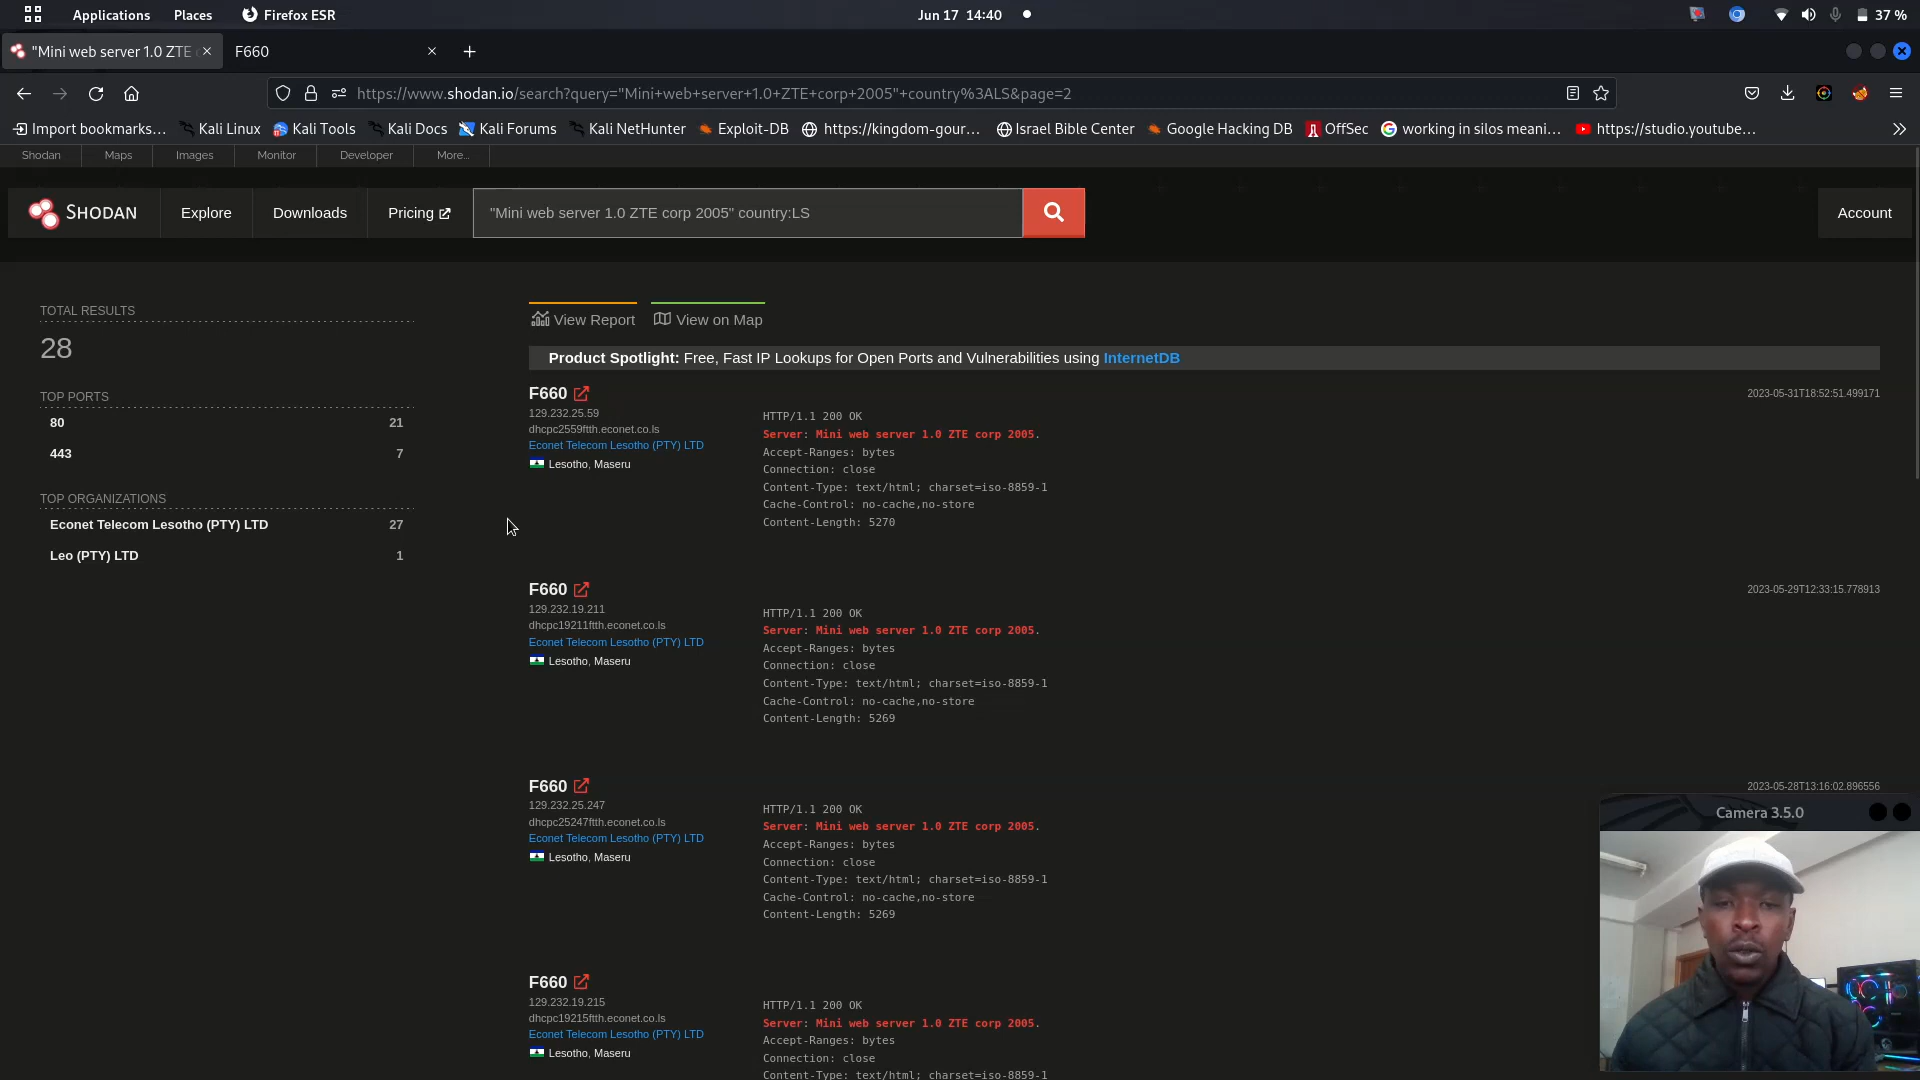 Applications Places Firefox ESR Jun 17 14:40 37 %
"Mini web server 1.0 ZTE F660
https://www.shodan.io/search?query="Mini+web+server+1.0+ZTE+corp+2005"+country%3ALS&page=2
Import bookmarks... Kali Linux Kali Tools Kali Docs Kali Forums Kali NetHunter Exploit-DB https://kingdom-gour... Israel Bible Center Google Hacking DB OffSec working in silos meani... https://studio.youtube...
Shodan Maps Images Monitor Developer More...
SHODAN Explore Downloads Pricing "Mini web server 1.0 ZTE corp 2005" country:LS Account
TOTAL RESULTS
28
TOP PORTS
80 21
443 7
TOP ORGANIZATIONS
Econet Telecom Lesotho (PTY) LTD 27
Leo (PTY) LTD 1
View Report View on Map
Product Spotlight: Free, Fast IP Lookups for Open Ports and Vulnerabilities using InternetDB
F660 2023-05-31T18:52:51.499171
129.232.25.59
dhcpc2559ftth.econet.co.ls
Econet Telecom Lesotho (PTY) LTD
Lesotho, Maseru
HTTP/1.1 200 OK
Server: Mini web server 1.0 ZTE corp 2005.
Accept-Ranges: bytes
Connection: close
Content-Type: text/html; charset=iso-8859-1
Cache-Control: no-cache,no-store
Content-Length: 5270
F660 2023-05-29T12:33:15.778913
129.232.19.211
dhcpc19211ftth.econet.co.ls
Econet Telecom Lesotho (PTY) LTD
Lesotho, Maseru
HTTP/1.1 200 OK
Server: Mini web server 1.0 ZTE corp 2005.
Accept-Ranges: bytes
Connection: close
Content-Type: text/html; charset=iso-8859-1
Cache-Control: no-cache,no-store
Content-Length: 5269
F660 2023-05-28T13:16:02.896556
129.232.25.247
dhcpc25247ftth.econet.co.ls
Econet Telecom Lesotho (PTY) LTD
Lesotho, Maseru
HTTP/1.1 200 OK
Server: Mini web server 1.0 ZTE corp 2005.
Accept-Ranges: bytes
Connection: close
Content-Type: text/html; charset=iso-8859-1
Cache-Control: no-cache,no-store
Content-Length: 5269
F660
129.232.19.215
dhcpc19215ftth.econet.co.ls
Econet Telecom Lesotho (PTY) LTD
Lesotho, Maseru
HTTP/1.1 200 OK
Server: Mini web server 1.0 ZTE corp 2005.
Accept-Ranges: bytes
Connection: close
Content-Type: text/html; charset=iso-8859-1
Camera 3.5.0